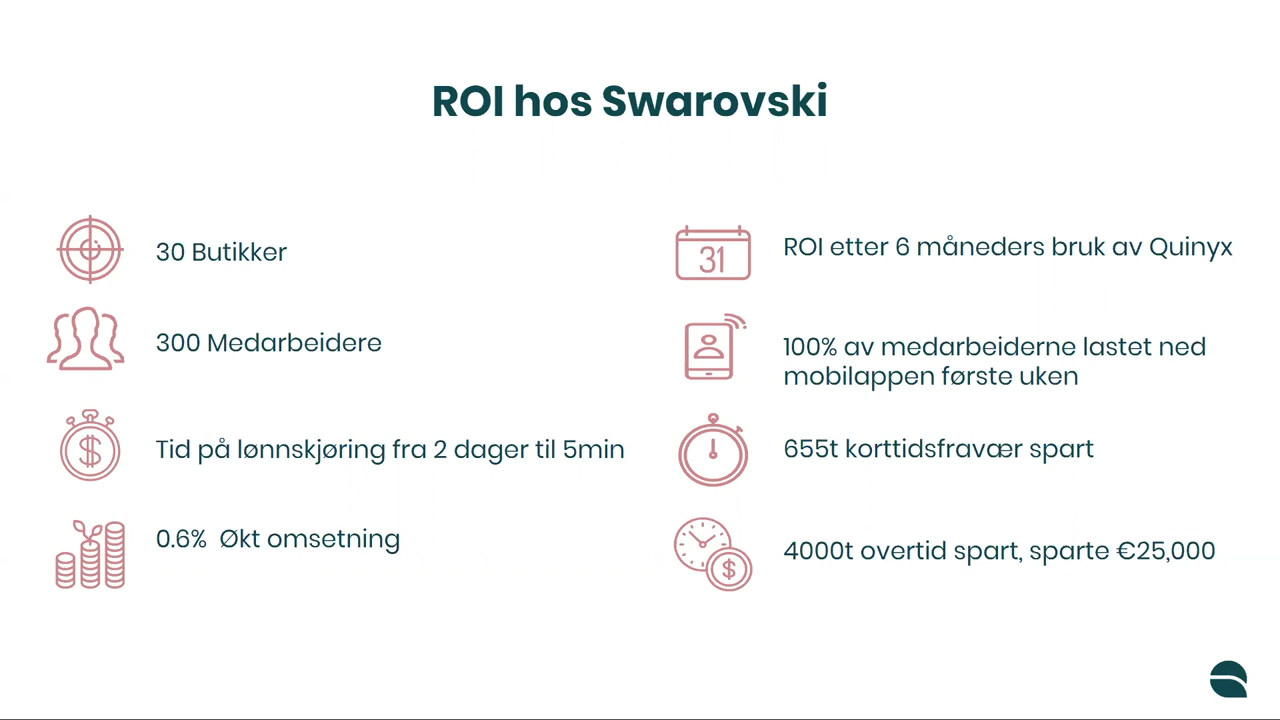 ROI hos Swarovski
30 Butikker
300 Medarbeidere
Tid på lønnskjøring fra 2 dager til 5min
0.6% Økt omsetning
31
ROI etter 6 måneders bruk av Quinyx
100% av medarbeiderne lastet ned
mobilappen første uken
655t korttidsfravær spart
4000t overtid spart, sparte €25,000